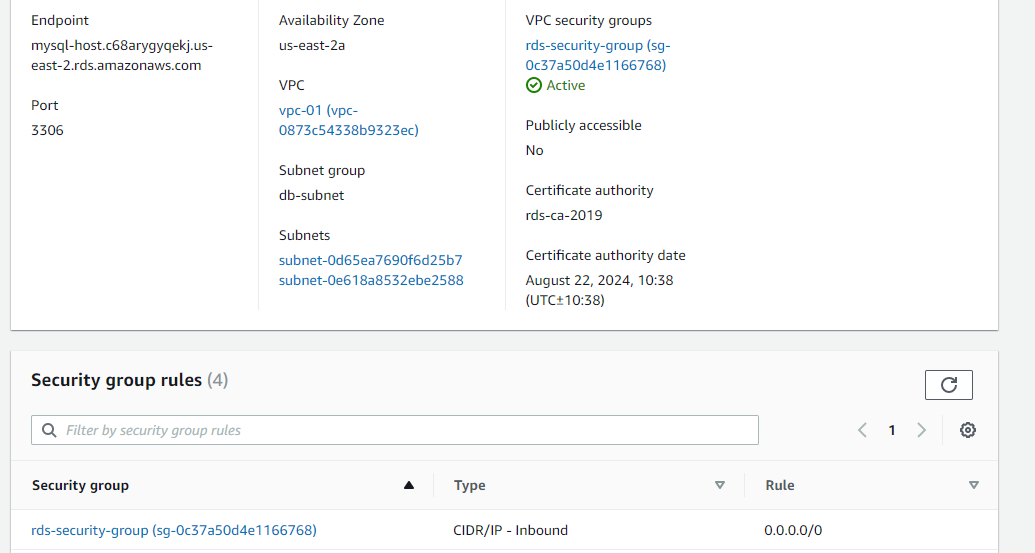 Endpoint
mysql-host.c68arygyqekj.us-
east-2.rds.amazonaws.com
Port
3306
Availability Zone
us-east-2a
VPC
vpc-01 (vpc-
0873c54338b9323ec)
Subnet group
db-subnet
Subnets
subnet-0d65ea7690f6d25b7
subnet-0e618a8532ebe2588
VPC security groups
rds-security-group (sg-
0c37a50d4e1166768)
Active
Publicly accessible
No
Certificate authority
rds-ca-2019
Certificate authority date
August 22, 2024, 10:38
(UTC±10:38)
Security group rules (4)
Filter by security group rules
1
Security group Type Rule
rds-security-group (sg-0c37a50d4e1166768) CIDR/IP - Inbound 0.0.0.0/0